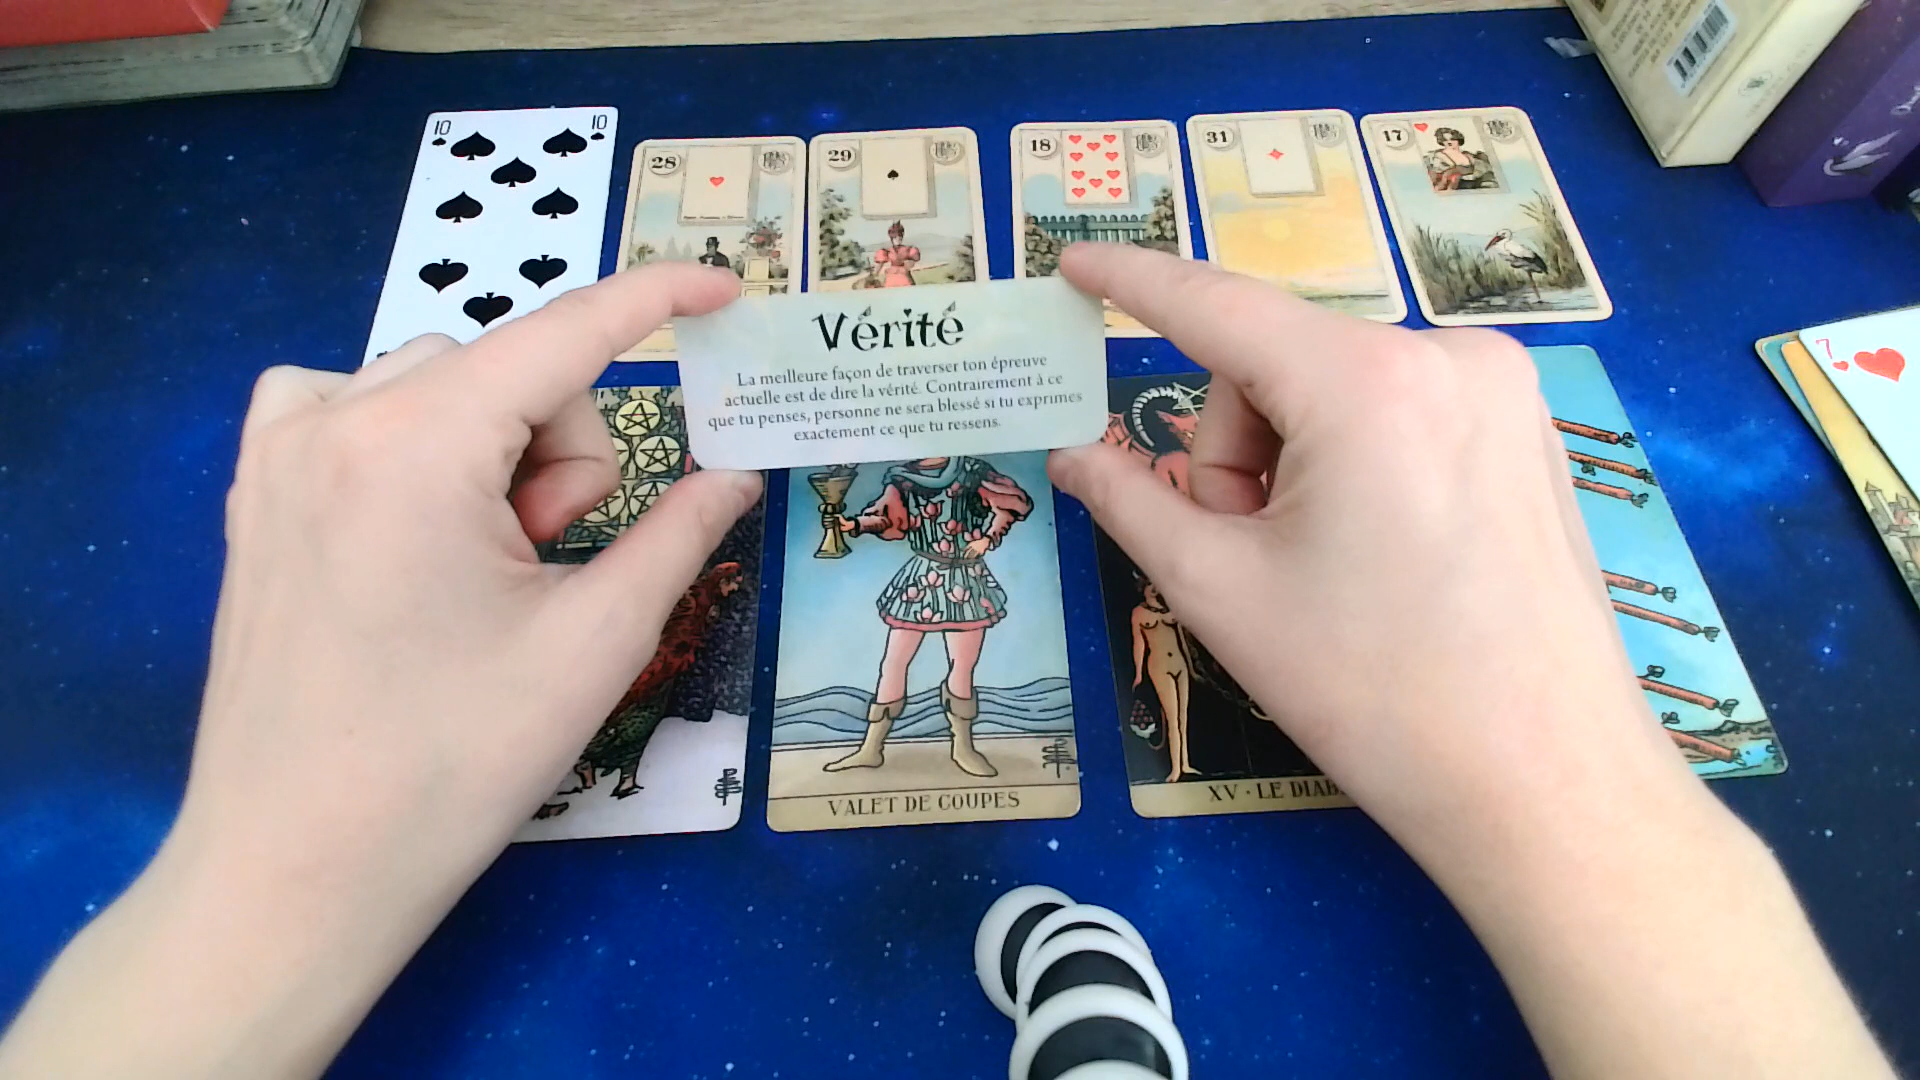 10
10
28
29
18
31
17
Vérité
La meilleure façon de traverser ton épreuve
actuelle est de dire la vérité. Contrairement à ce
que tu penses, personne ne sera blessé si tu exprimes
exactement ce que tu ressens.
7
VALET DE COUPES
XV · LE DIAB